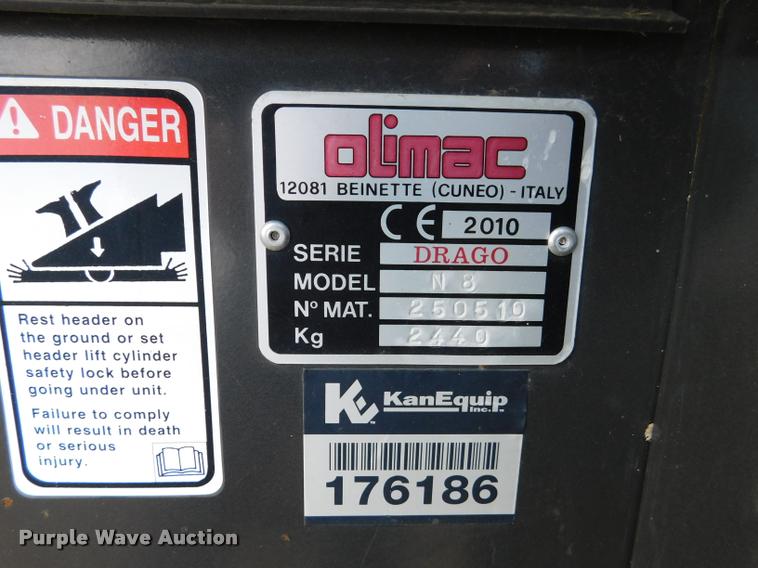 DANGER
Rest header on
the ground or set
header lift cylinder
safety lock before
going under unit.
Failure to comply
will result in death
or serious
injury.
olimac
12081 BEINETTE (CUNEO) - ITALY
CE 2010
SERIE DRAGO
MODEL N 8
Nº MAT. 250510
Kg 2440
KE KanEquip Inc.
176186
Purple Wave Auction